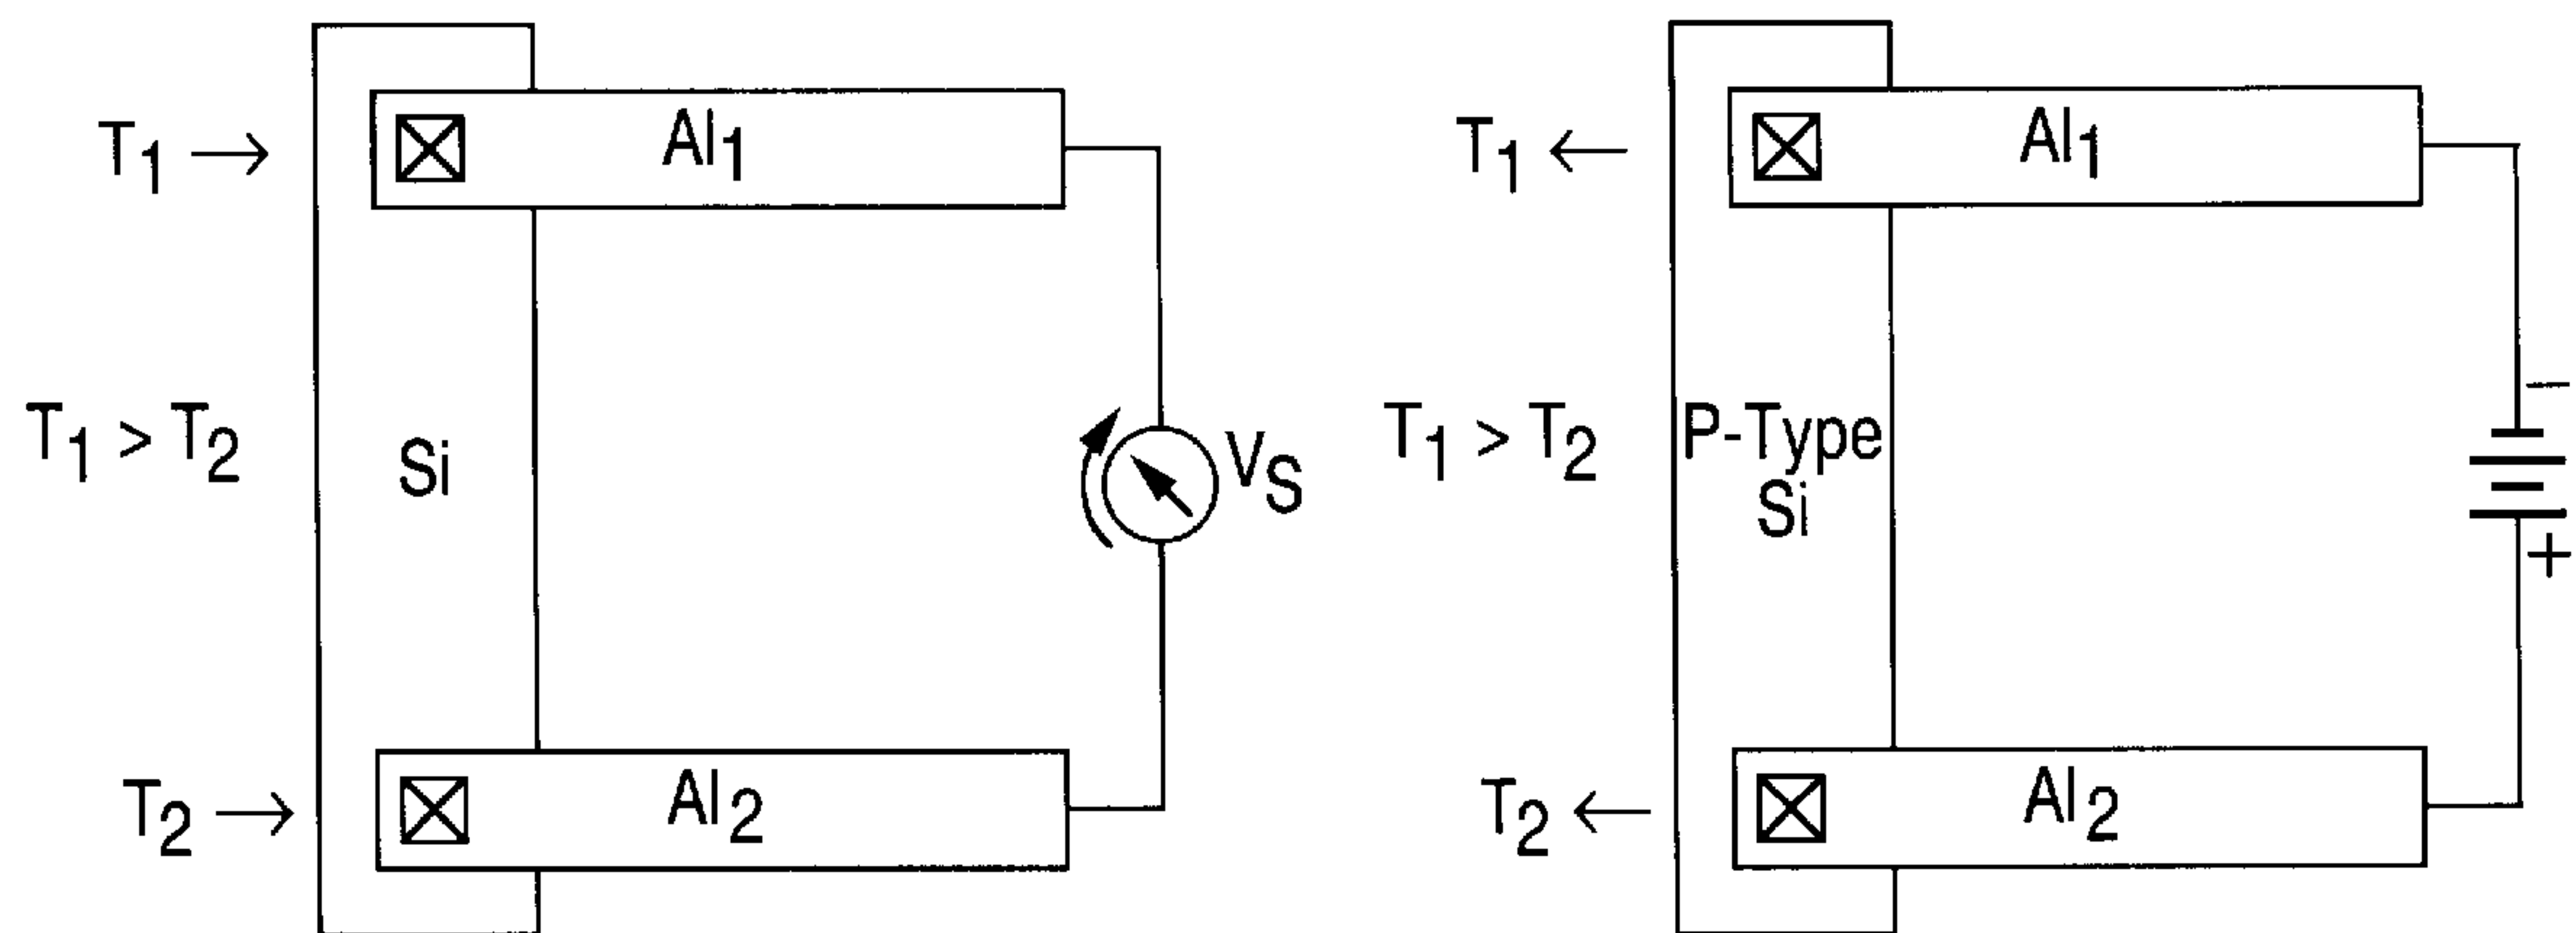 T1 →
Al1
T1 > T2
Si
VS
T2 →
Al2
T1 ←
Al1
T1 > T2
P-Type
Si
−
+
T2 ←
Al2